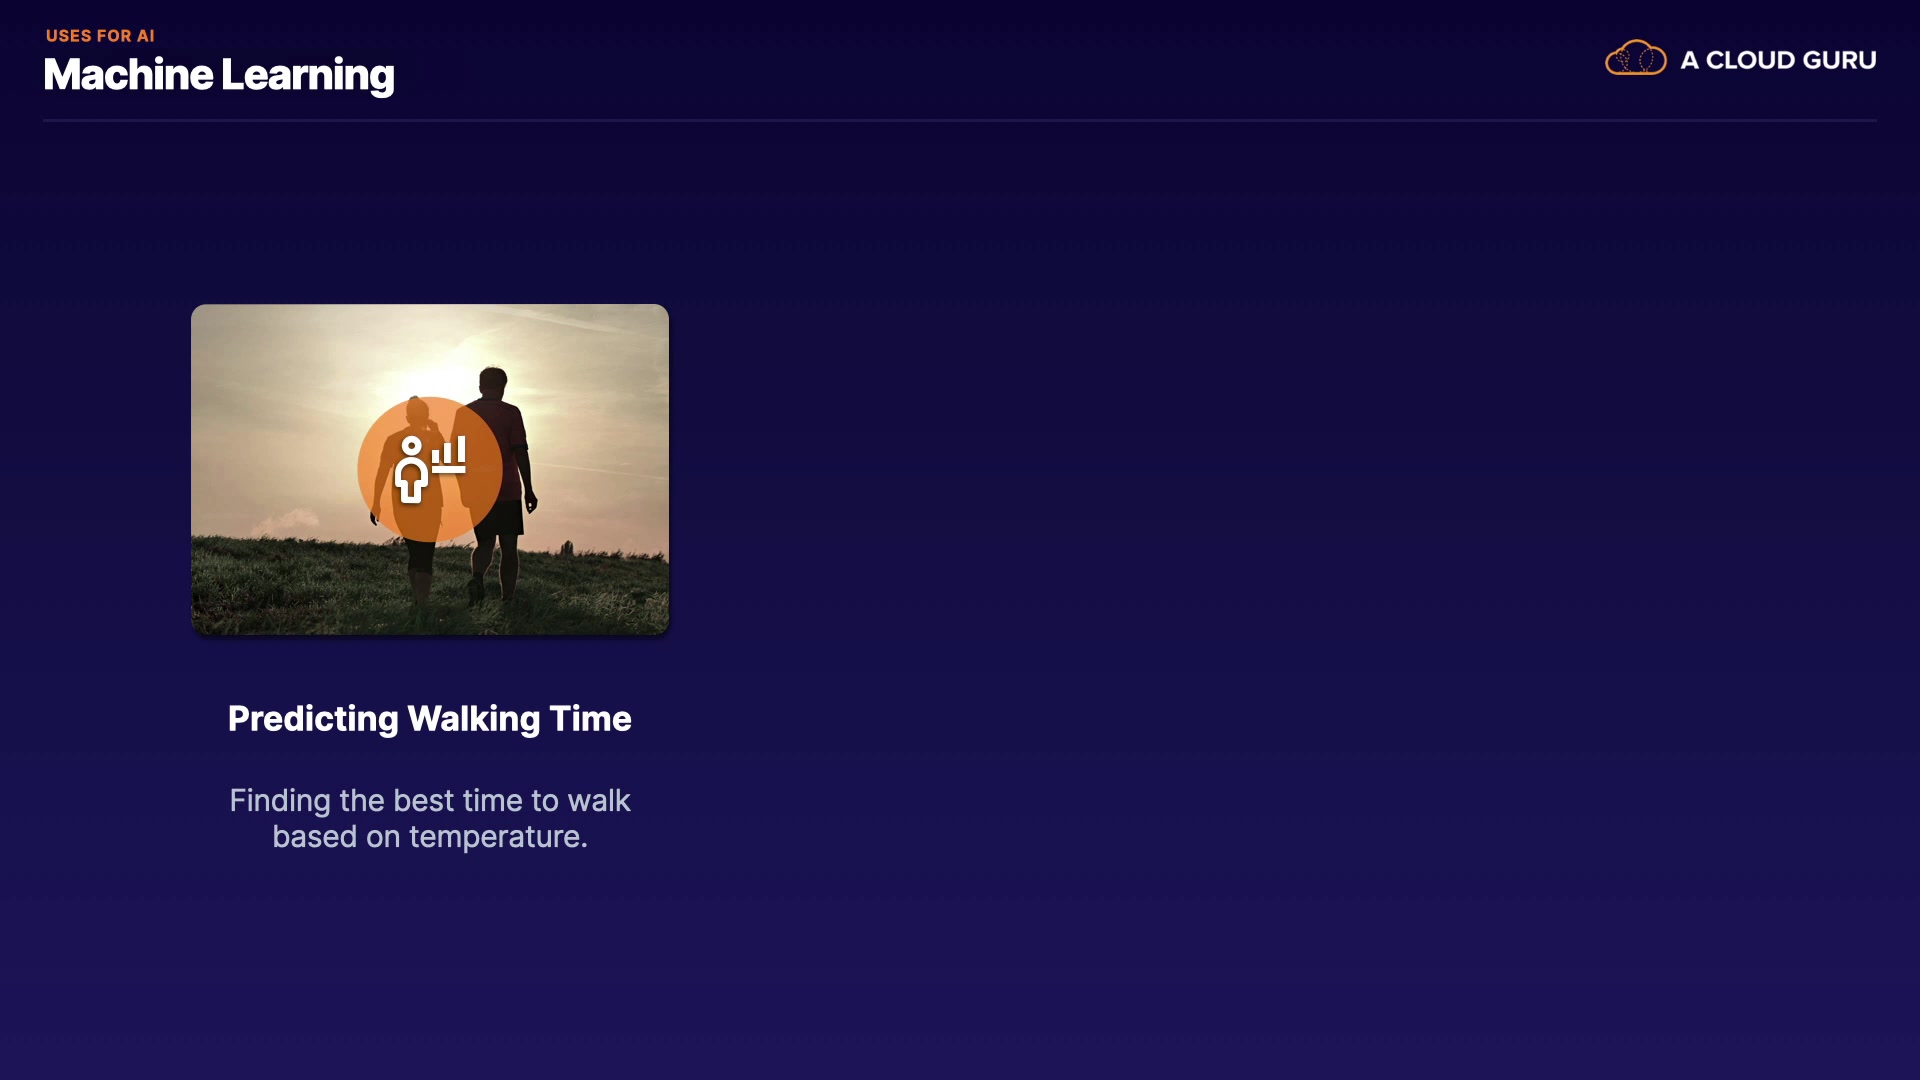 USES FOR AI
Machine Learning
A CLOUD GURU
Predicting Walking Time
Finding the best time to walk
based on temperature.